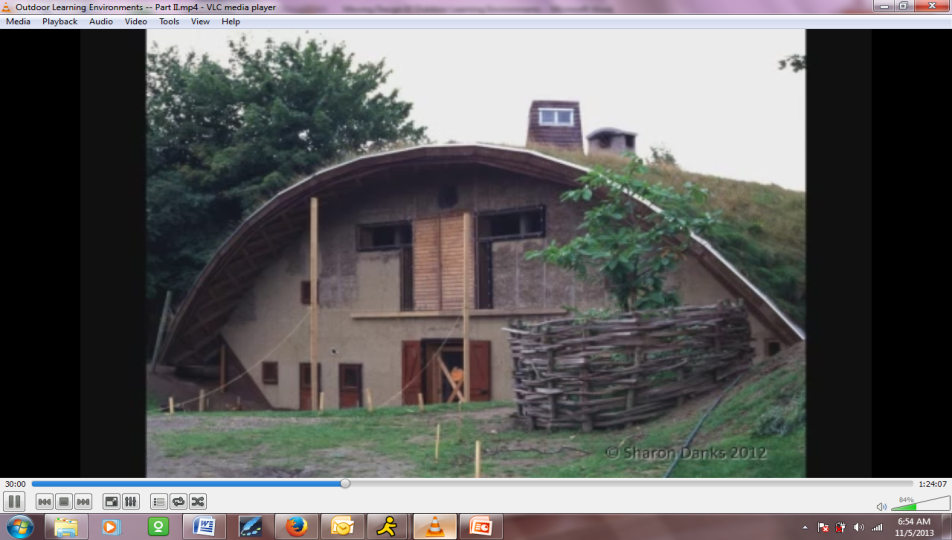 Outdoor Learning Environments -- Part II.mp4 - VLC media player
Media Playback Audio Video Tools View Help
© Sharon Danks 2012
30:00
1:24:07
84%
6:54 AM
11/5/2013